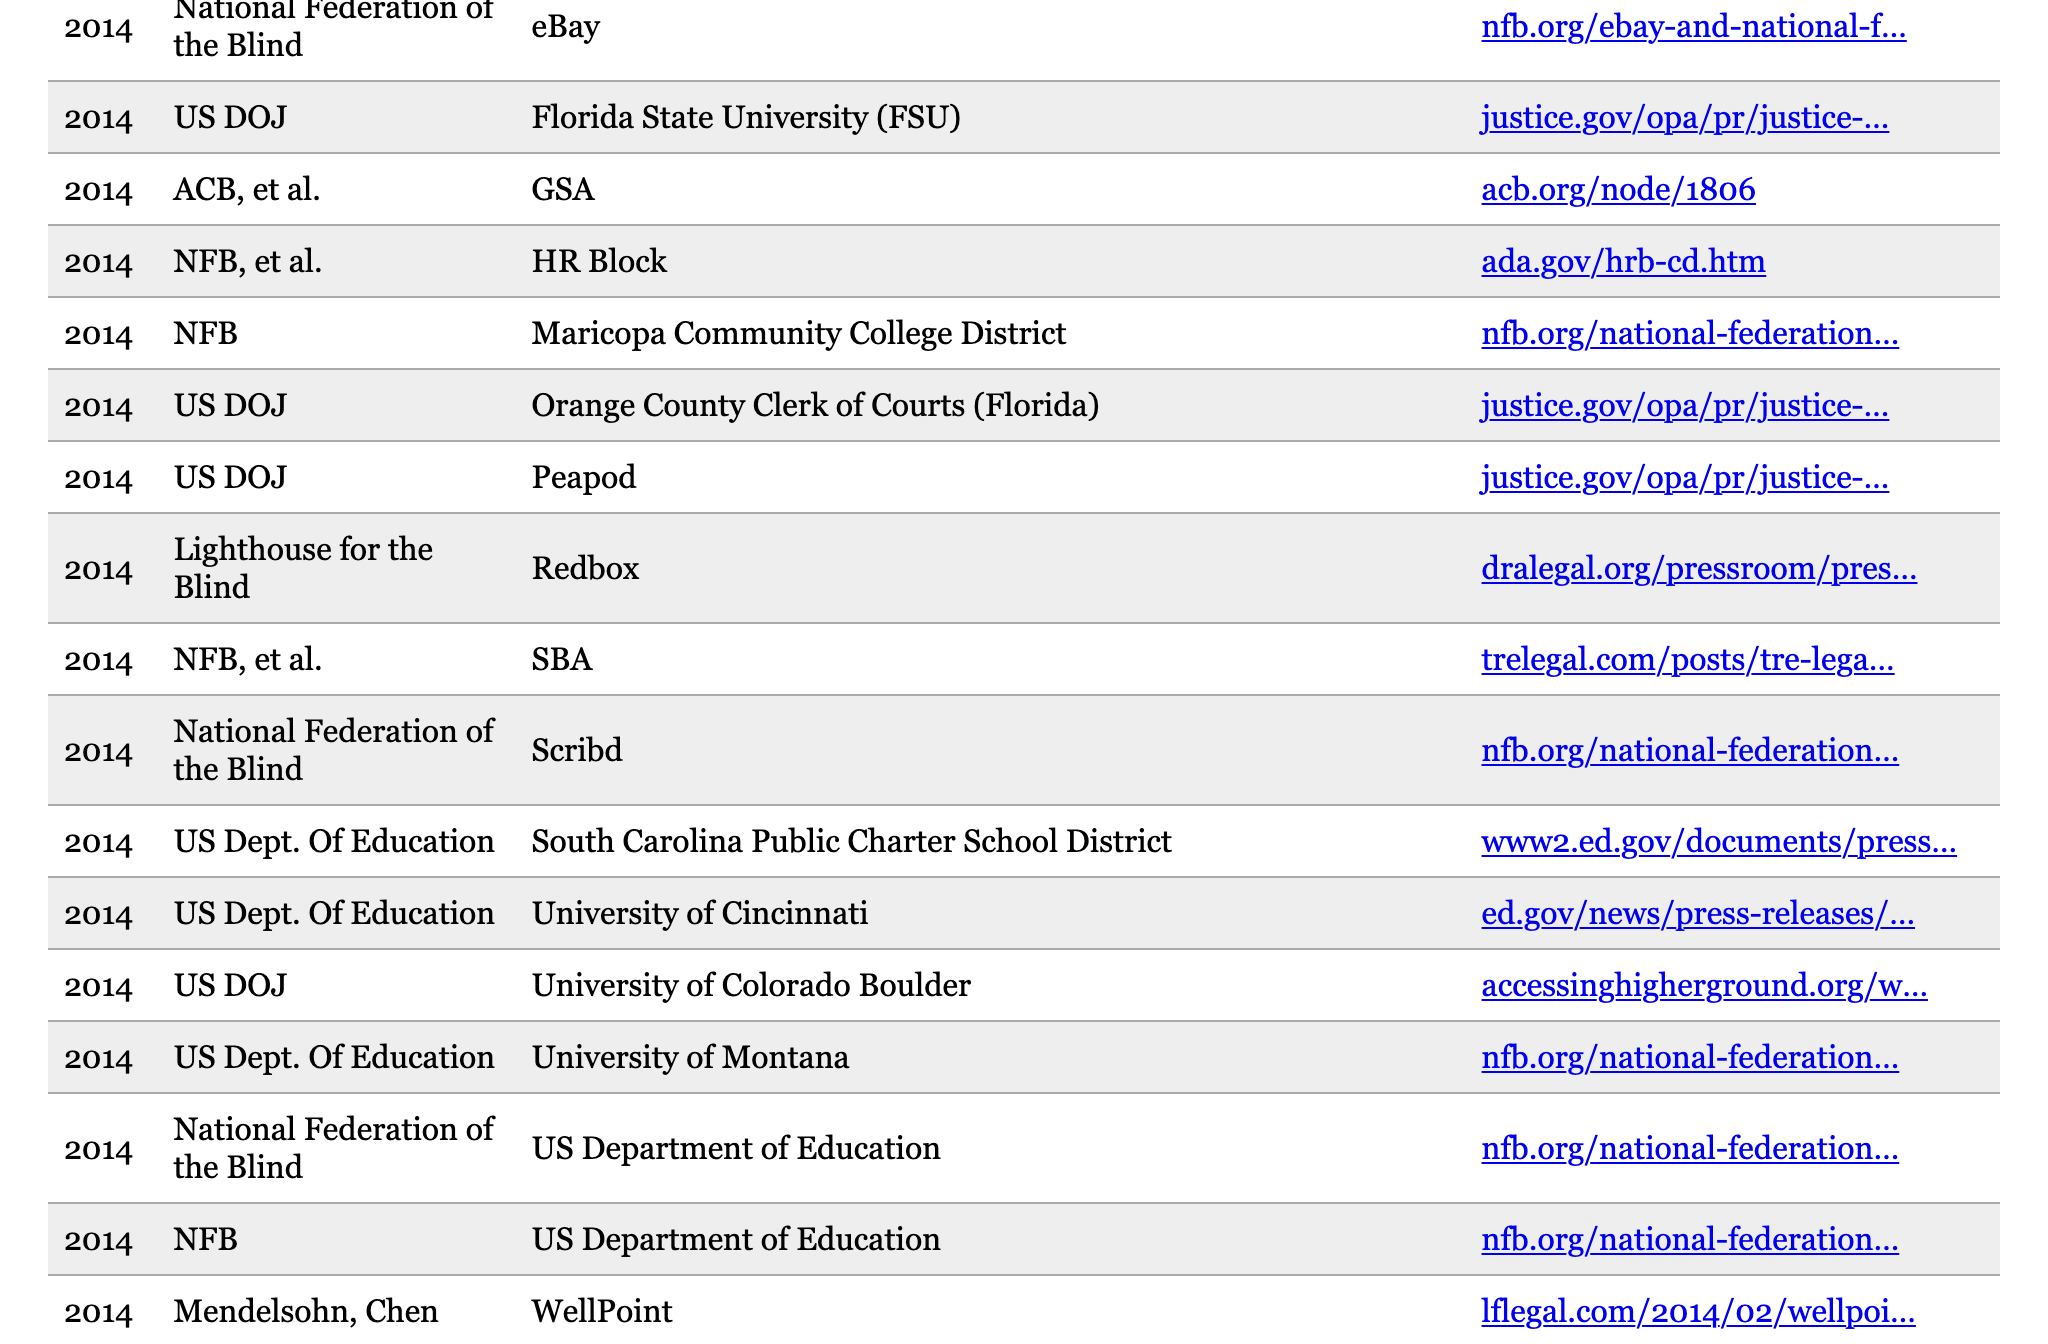 National Federation of
the Blind
2014 eBay nfb.org/ebay-and-national-f...
2014 US DOJ Florida State University (FSU) justice.gov/opa/pr/justice-...
2014 ACB, et al. GSA acb.org/node/1806
2014 NFB, et al. HR Block ada.gov/hrb-cd.htm
2014 NFB Maricopa Community College District nfb.org/national-federation...
2014 US DOJ Orange County Clerk of Courts (Florida) justice.gov/opa/pr/justice-...
2014 US DOJ Peapod justice.gov/opa/pr/justice-...
2014 Lighthouse for the
Blind Redbox dralegal.org/pressroom/pres...
2014 NFB, et al. SBA trelegal.com/posts/tre-lega...
2014 National Federation of
the Blind Scribd nfb.org/national-federation...
2014 US Dept. Of Education South Carolina Public Charter School District www2.ed.gov/documents/press...
2014 US Dept. Of Education University of Cincinnati ed.gov/news/press-releases/...
2014 US DOJ University of Colorado Boulder accessinghigherground.org/w...
2014 US Dept. Of Education University of Montana nfb.org/national-federation...
2014 National Federation of
the Blind US Department of Education nfb.org/national-federation...
2014 NFB US Department of Education nfb.org/national-federation...
2014 Mendelsohn, Chen WellPoint lflegal.com/2014/02/wellpoi...